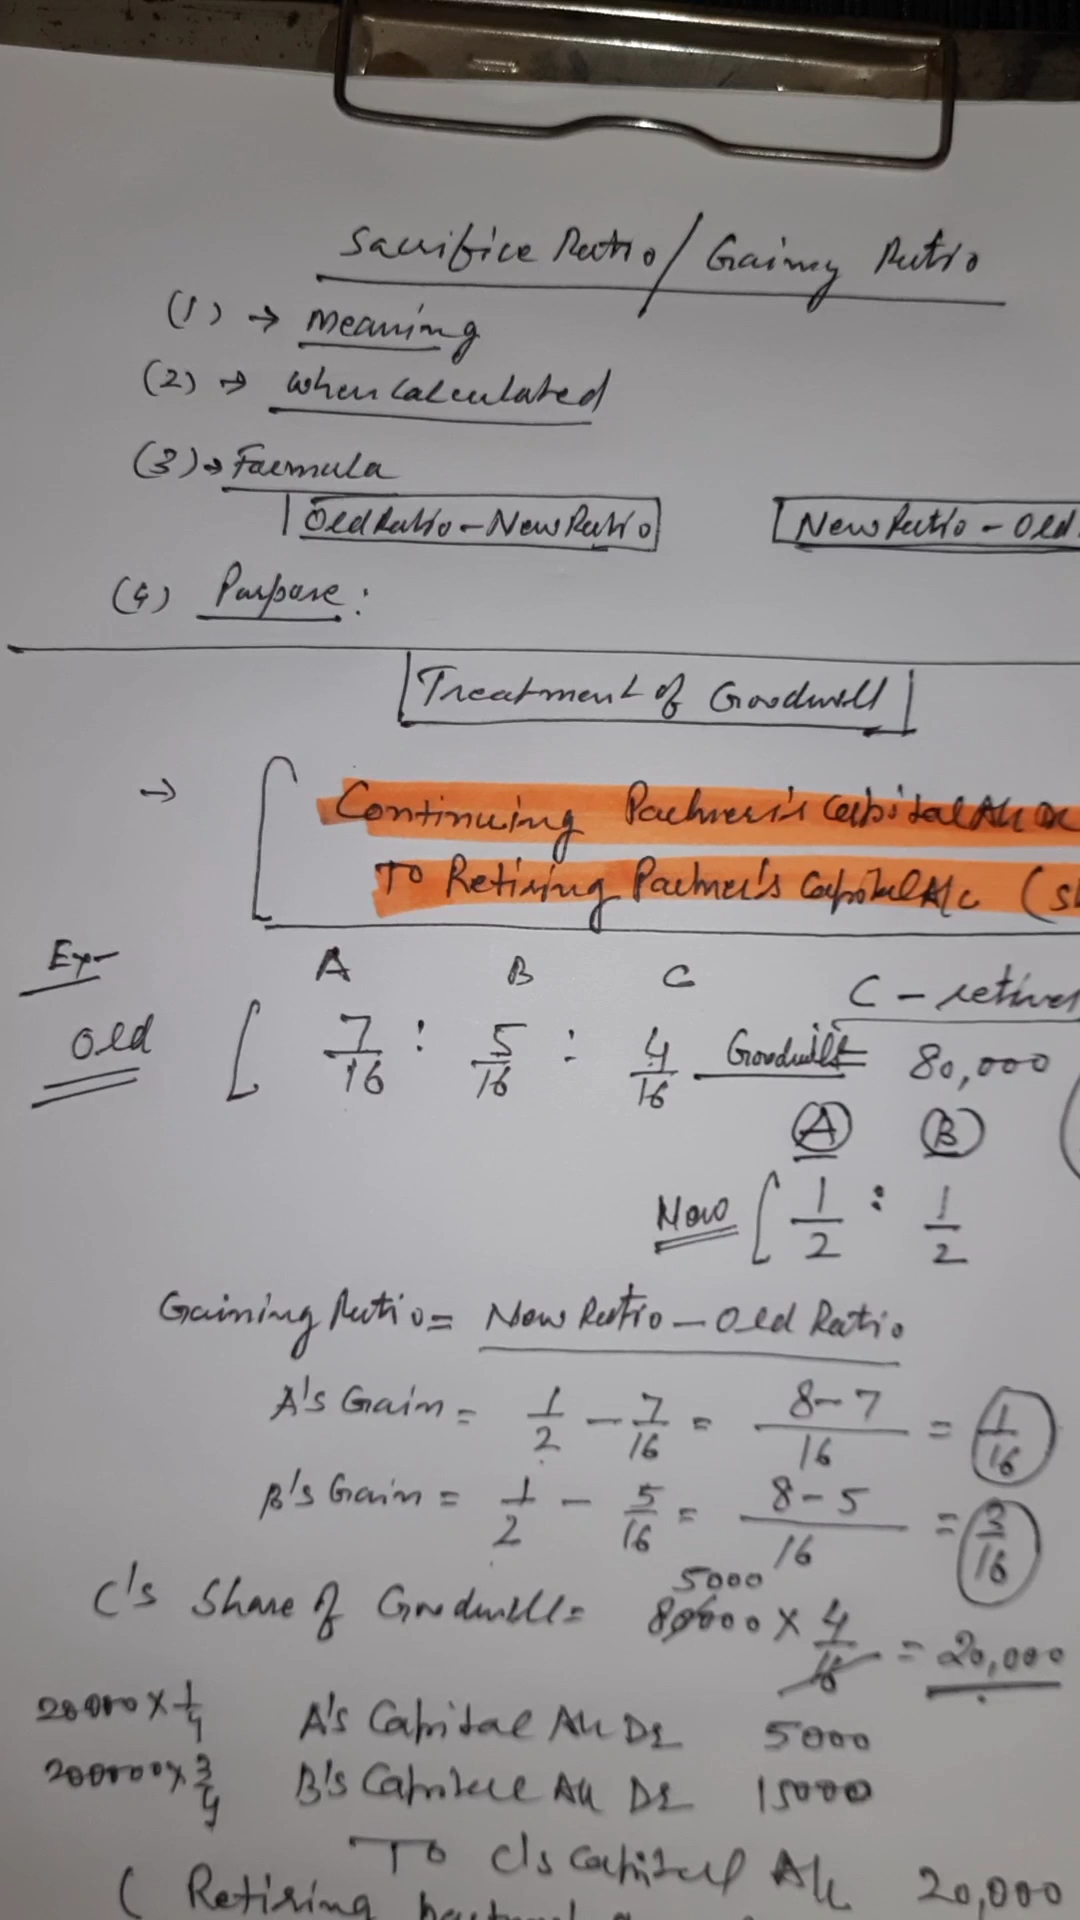 Sacrifice Ratio / Gaining Ratio
(1) → Meaning
(2) → When Calculated
(3) → Formula
Old Ratio - New Ratio New Ratio - Old
(4) Purpose:
Treatment of Goodwill
→ Continuing Partner's Capital A/c Dr
To Retiring Partner's Capital A/c (
Ex- A B C C - retires
Old [ 7/16 : 5/16 : 4/16 Goodwill = 80,000
A B
New [ 1/2 : 1/2
Gaining Ratio = New Ratio - Old Ratio
A's Gain = 1/2 - 7/16 = 8-7/16 = 1/16
B's Gain = 1/2 - 5/16 = 8-5/16 = 3/16
5000
C's Share of Goodwill = 80000 × 4/16 = 20,000
20000 × 1/4 A's Capital A/c Dr 5000
200000 × 3/4 B's Capital A/c Dr 15000
To C's Capital A/c 20,000
( Retiring